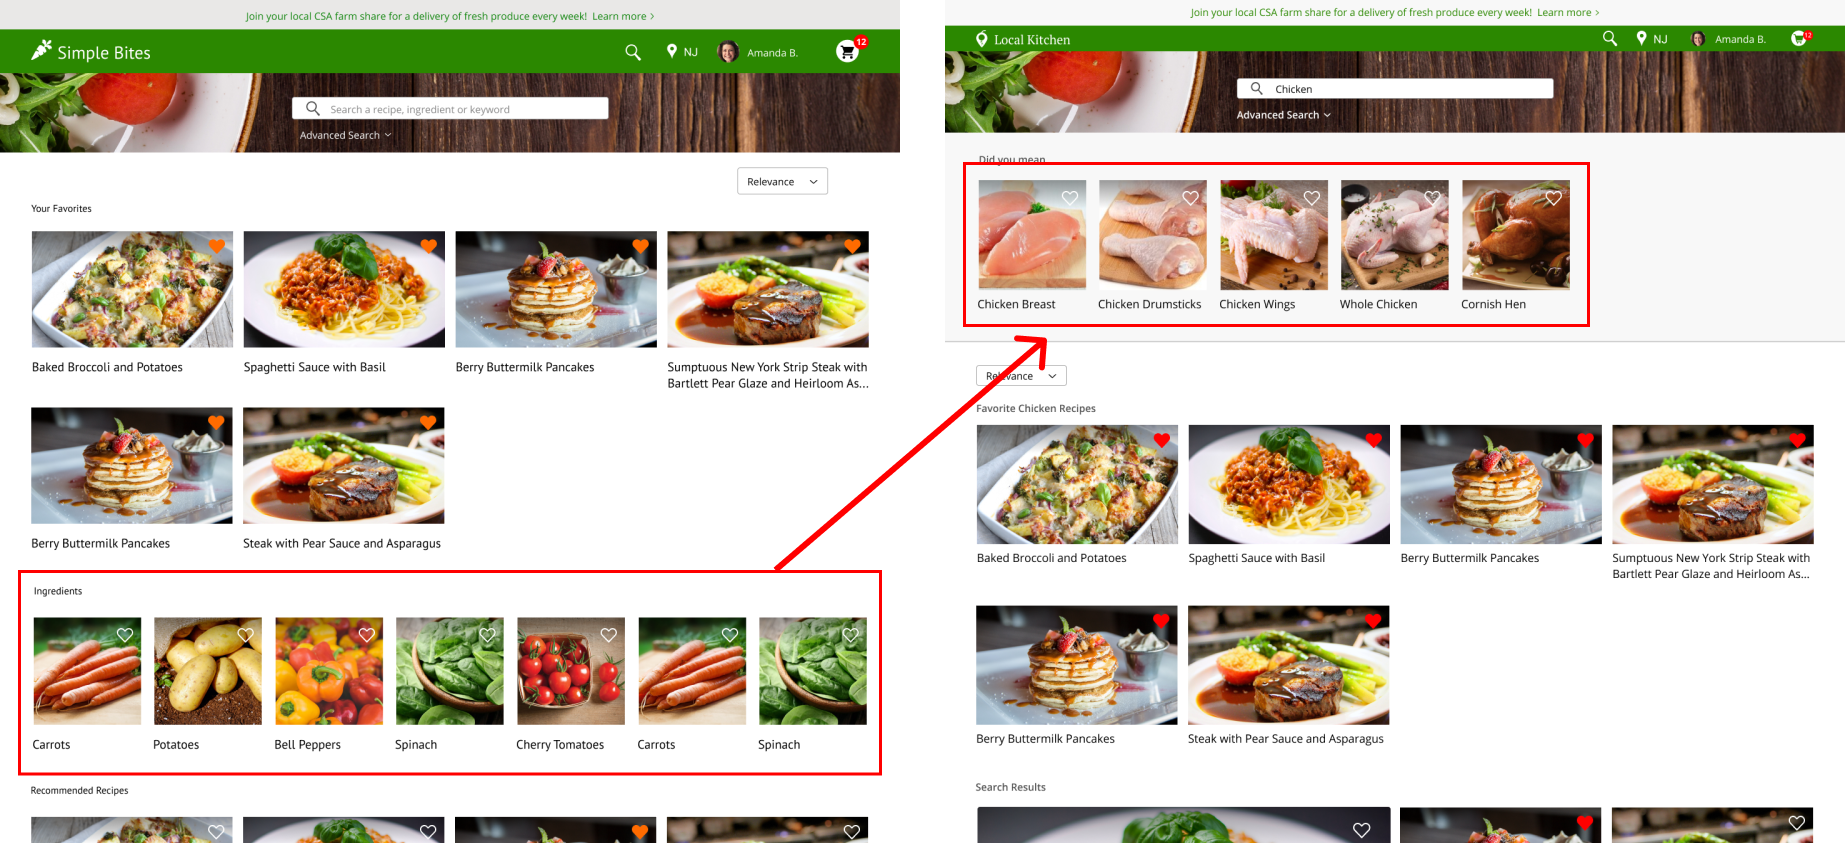 Join your local CSA farm share for a delivery of fresh produce every week! Learn more >
Simple Bites
NJ
Amanda B.
12
Search a recipe, ingredient or keyword
Advanced Search
Relevance
Your Favorites
Baked Broccoli and Potatoes
Spaghetti Sauce with Basil
Berry Buttermilk Pancakes
Sumptuous New York Strip Steak with
Bartlett Pear Glaze and Heirloom As...
Berry Buttermilk Pancakes
Steak with Pear Sauce and Asparagus
Ingredients
Carrots
Potatoes
Bell Peppers
Spinach
Cherry Tomatoes
Carrots
Spinach
Recommended Recipes
Join your local CSA farm share for a delivery of fresh produce every week! Learn more >
Local Kitchen
NJ
Amanda B.
12
Chicken
Advanced Search
Did you mean
Chicken Breast
Chicken Drumsticks
Chicken Wings
Whole Chicken
Cornish Hen
Relevance
Favorite Chicken Recipes
Baked Broccoli and Potatoes
Spaghetti Sauce with Basil
Berry Buttermilk Pancakes
Sumptuous New York Strip Steak with
Bartlett Pear Glaze and Heirloom As...
Berry Buttermilk Pancakes
Steak with Pear Sauce and Asparagus
Search Results